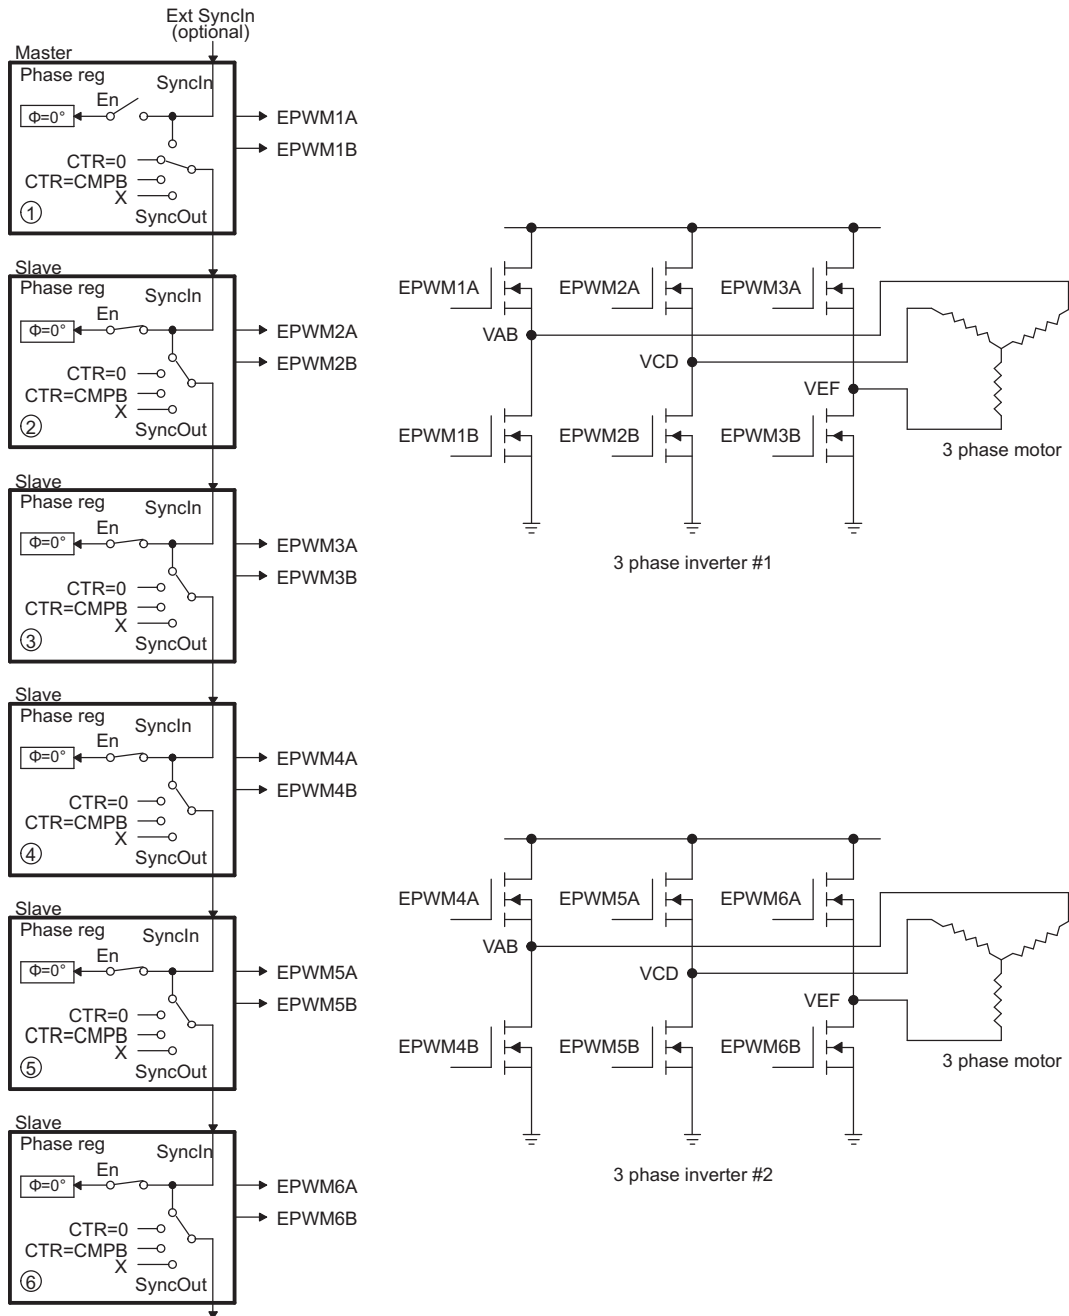 Ext SyncIn
(optional)
Master
Phase reg
SyncIn
En
Φ=0°
EPWM1A
EPWM1B
CTR=0
CTR=CMPB
X
①
SyncOut
Slave
Phase reg
SyncIn
En
Φ=0°
EPWM2A
EPWM2B
CTR=0
CTR=CMPB
X
②
SyncOut
Slave
Phase reg
SyncIn
En
Φ=0°
EPWM3A
EPWM3B
CTR=0
CTR=CMPB
X
③
SyncOut
Slave
Phase reg
SyncIn
En
Φ=0°
EPWM4A
EPWM4B
CTR=0
CTR=CMPB
X
④
SyncOut
Slave
Phase reg
SyncIn
En
Φ=0°
EPWM5A
EPWM5B
CTR=0
CTR=CMPB
X
⑤
SyncOut
Slave
Phase reg
SyncIn
En
Φ=0°
EPWM6A
EPWM6B
CTR=0
CTR=CMPB
X
⑥
SyncOut
EPWM1A
EPWM2A
EPWM3A
VAB
VCD
VEF
EPWM1B
EPWM2B
EPWM3B
3 phase motor
3 phase inverter #1
EPWM4A
EPWM5A
EPWM6A
VAB
VCD
VEF
EPWM4B
EPWM5B
EPWM6B
3 phase motor
3 phase inverter #2